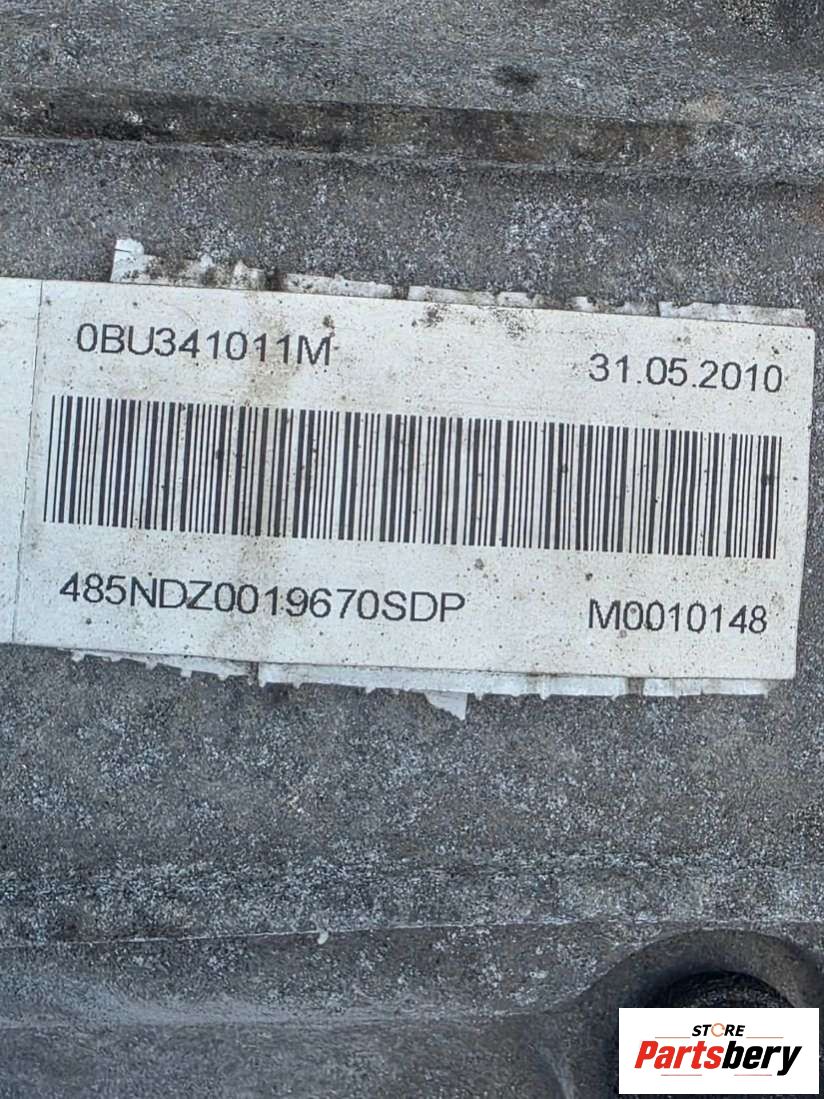 0BU341011M
31.05.2010
485NDZ0019670SDP
M0010148
STORE
Partsbery